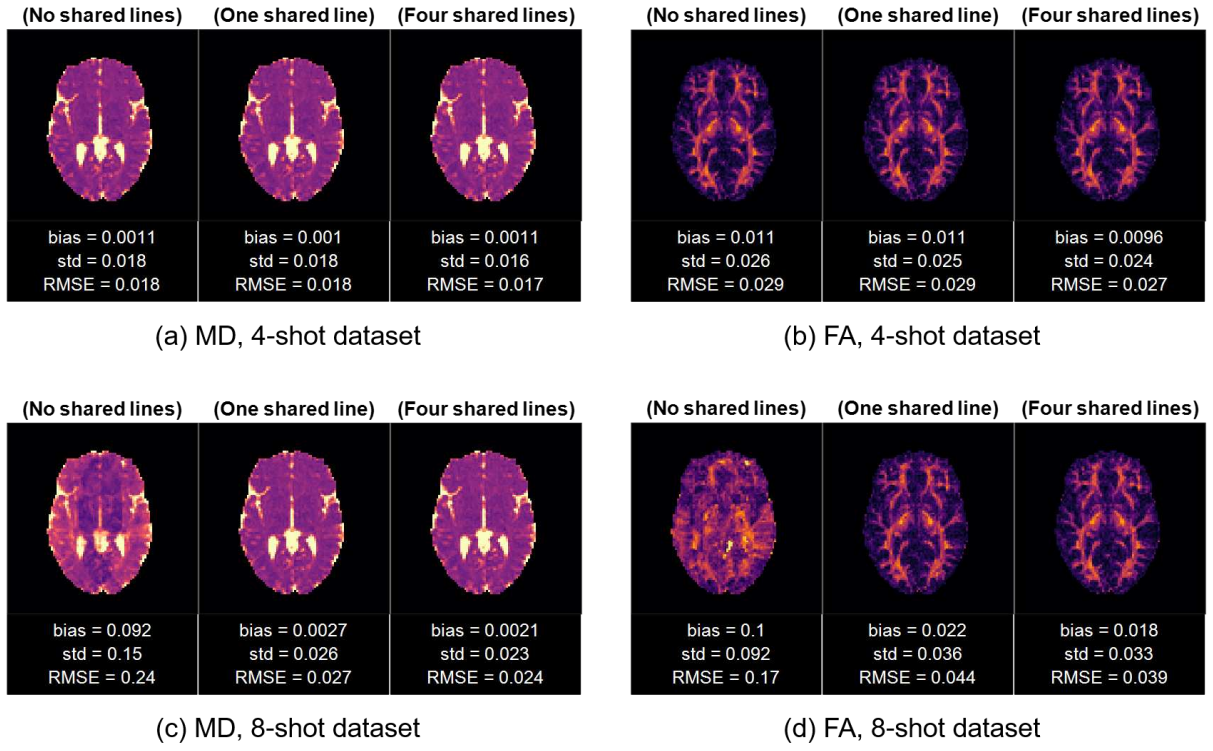 (No shared lines) (One shared line) (Four shared lines)
bias = 0.0011
std = 0.018
RMSE = 0.018
bias = 0.001
std = 0.018
RMSE = 0.018
bias = 0.0011
std = 0.016
RMSE = 0.017
(a) MD, 4-shot dataset
(No shared lines) (One shared line) (Four shared lines)
bias = 0.011
std = 0.026
RMSE = 0.029
bias = 0.011
std = 0.025
RMSE = 0.029
bias = 0.0096
std = 0.024
RMSE = 0.027
(b) FA, 4-shot dataset
(No shared lines) (One shared line) (Four shared lines)
bias = 0.092
std = 0.15
RMSE = 0.24
bias = 0.0027
std = 0.026
RMSE = 0.027
bias = 0.0021
std = 0.023
RMSE = 0.024
(c) MD, 8-shot dataset
(No shared lines) (One shared line) (Four shared lines)
bias = 0.1
std = 0.092
RMSE = 0.17
bias = 0.022
std = 0.036
RMSE = 0.044
bias = 0.018
std = 0.033
RMSE = 0.039
(d) FA, 8-shot dataset